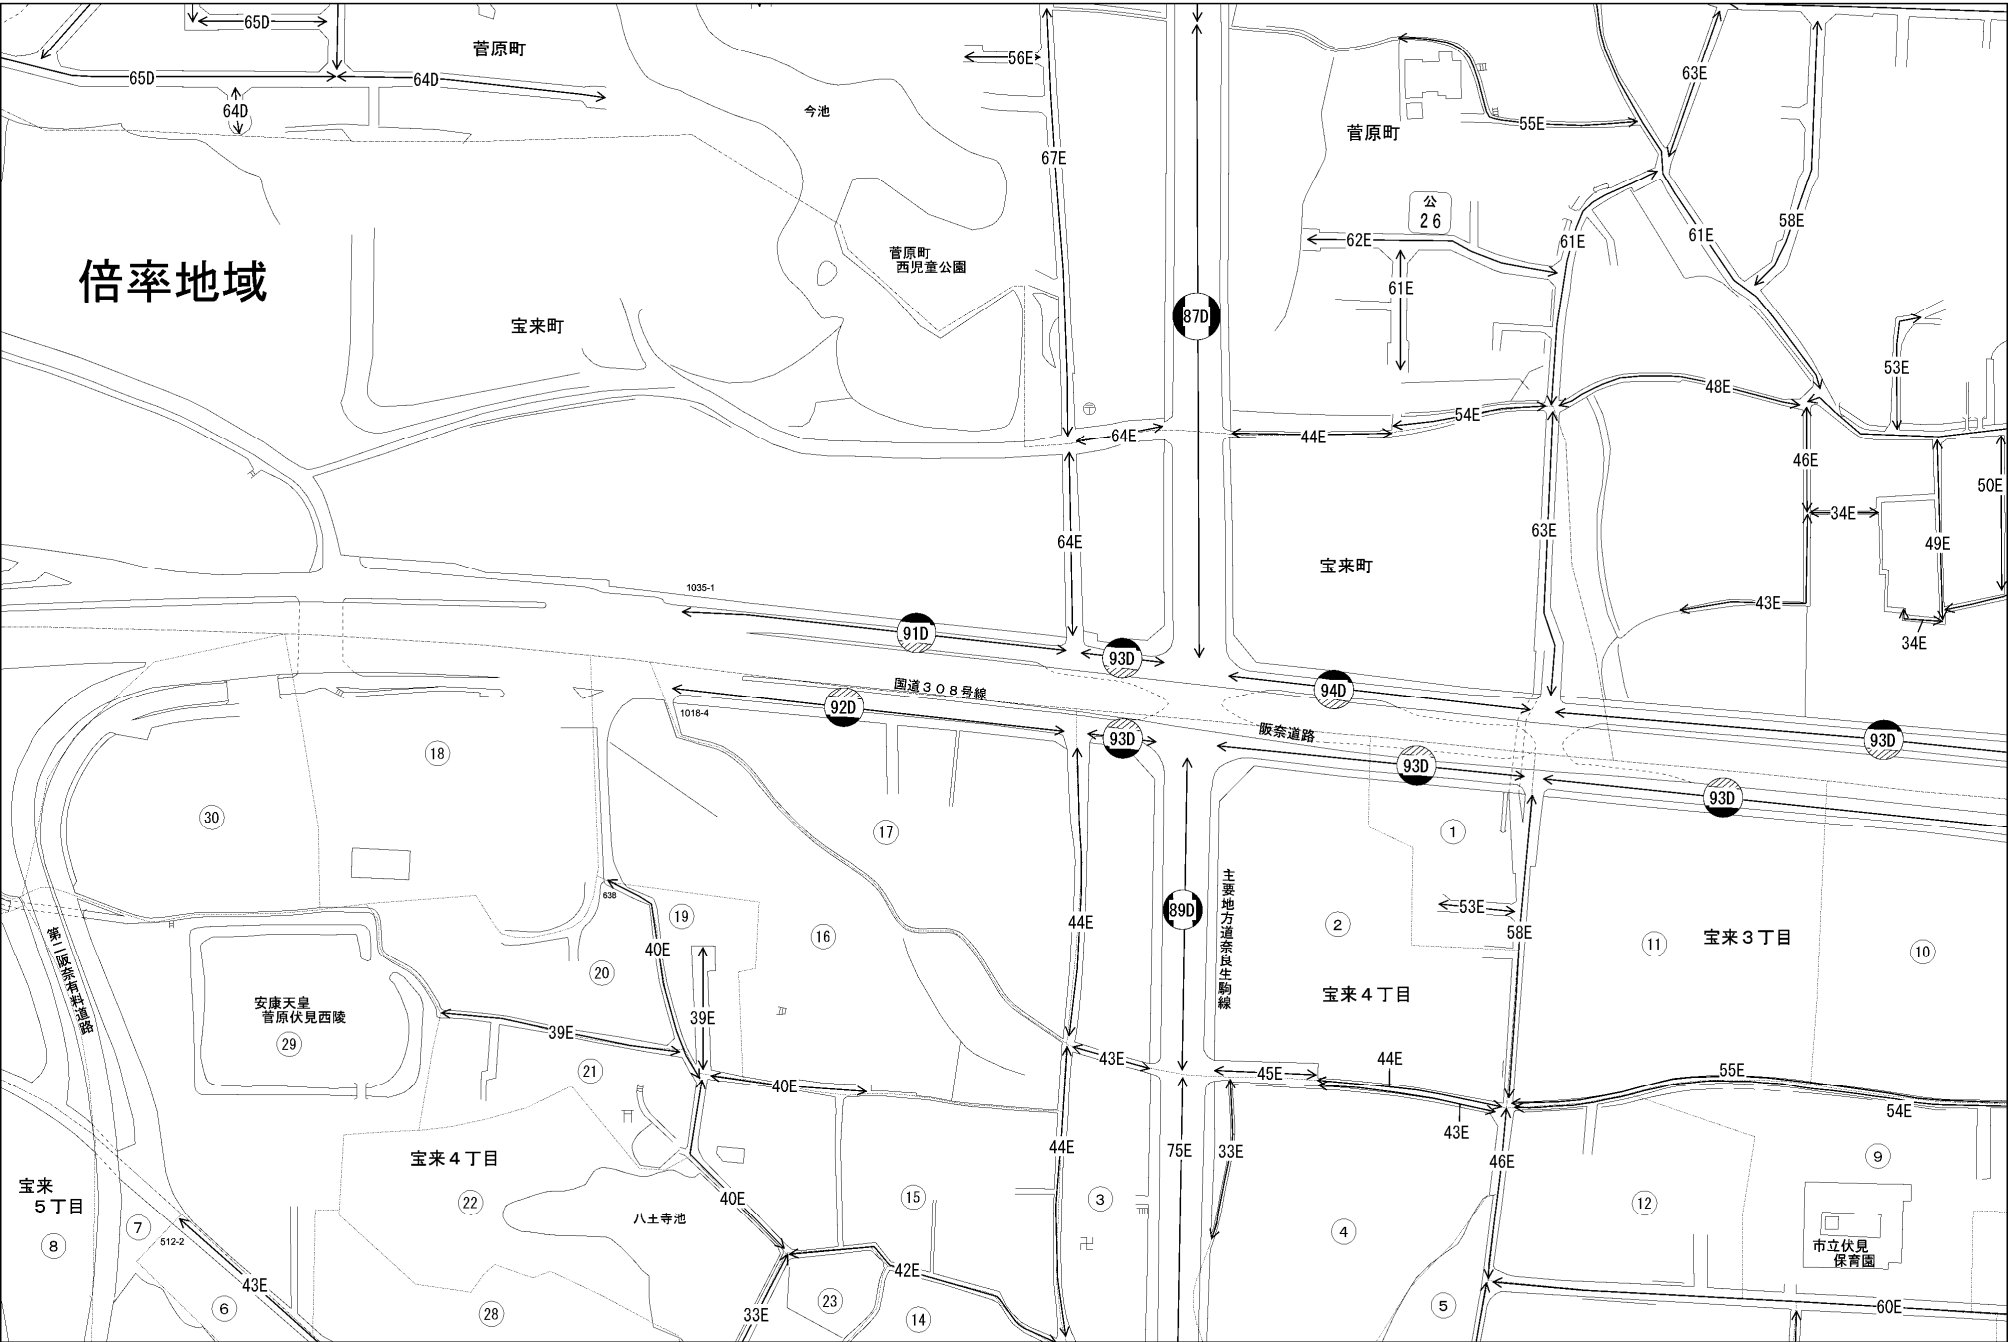 65D
菅原町
56E
63E
65D
64D
64D
今池
菅原町
55E
67E
公
26
62E
61E
61E
58E
菅原町
西児童公園
倍率地域
61E
宝来町
87D
53E
48E
54E
64E
44E
46E
50E
34E
64E
63E
49E
宝来町
1035-1
43E
91D
34E
93D
94D
国道308号線
92D
1018-4
93D
阪奈道路
93D
93D
93D
18
30
17
1
638
19
主要地方道奈良生駒線
89D
53E
44E
2
58E
11
宝来3丁目
10
16
40E
20
第二阪奈有料道路
安康天皇
菅原伏見西陵
29
宝来4丁目
39E
39E
43E
44E
21
40E
45E
55E
54E
43E
44E
75E
33E
46E
宝来4丁目
9
宝来
5丁目
22
40E
15
3
12
八王寺池
7
512-2
8
4
市立伏見
保育園
43E
42E
6
23
5
60E
28
33E
14